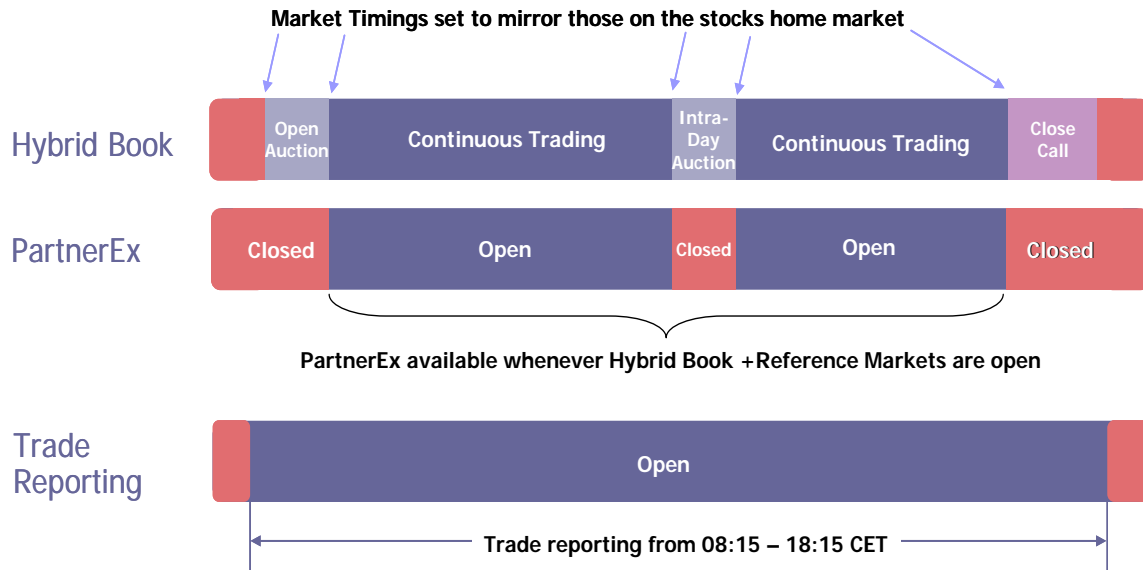 Market Timings set to mirror those on the stocks home market
Hybrid Book
Open
Auction
Continuous Trading
Intra-
Day
Auction
Continuous Trading
Close
Call
PartnerEx
Closed
Open
Closed
Open
Closed
PartnerEx available whenever Hybrid Book +Reference Markets are open
Trade
Reporting
Open
Trade reporting from 08:15 – 18:15 CET